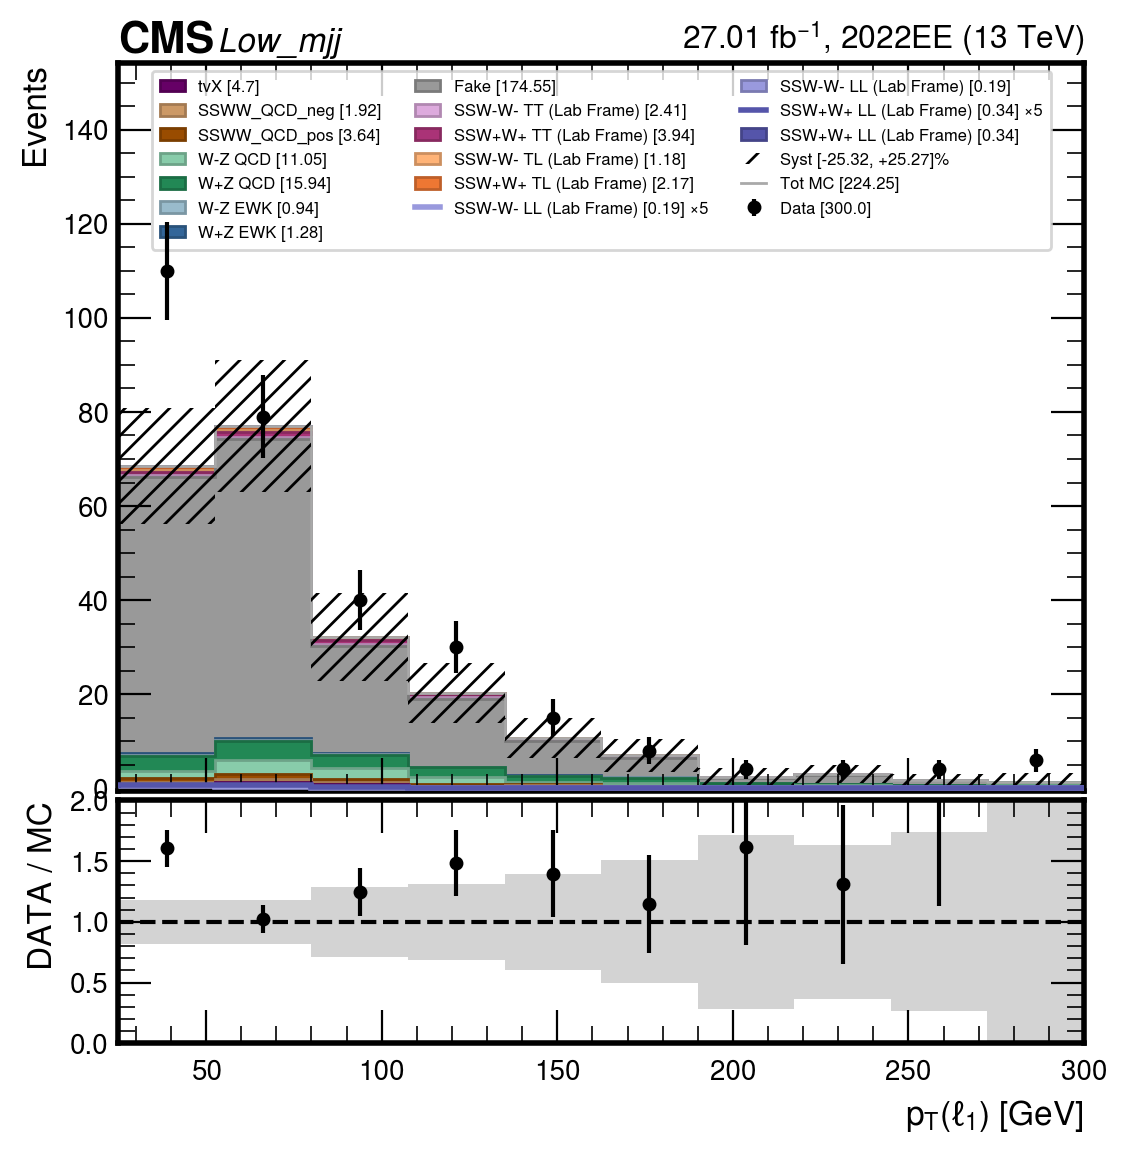 CMS Low_mjj 27.01 fb⁻¹, 2022EE (13 TeV)
Events
tvX [4.7]
SSWW_QCD_neg [1.92]
SSWW_QCD_pos [3.64]
W-Z QCD [11.05]
W+Z QCD [15.94]
W-Z EWK [0.94]
W+Z EWK [1.28]
Fake [174.55]
SSW-W- TT (Lab Frame) [2.41]
SSW+W+ TT (Lab Frame) [3.94]
SSW-W- TL (Lab Frame) [1.18]
SSW+W+ TL (Lab Frame) [2.17]
SSW-W- LL (Lab Frame) [0.19] ×5
SSW-W- LL (Lab Frame) [0.19]
SSW+W+ LL (Lab Frame) [0.34] ×5
SSW+W+ LL (Lab Frame) [0.34]
Syst [-25.32, +25.27]%
Tot MC [224.25]
Data [300.0]
140
120
100
80
60
40
20
0
DATA / MC
2.0
1.5
1.0
0.5
0.0
50 100 150 200 250 300
p_T(ℓ₁) [GeV]